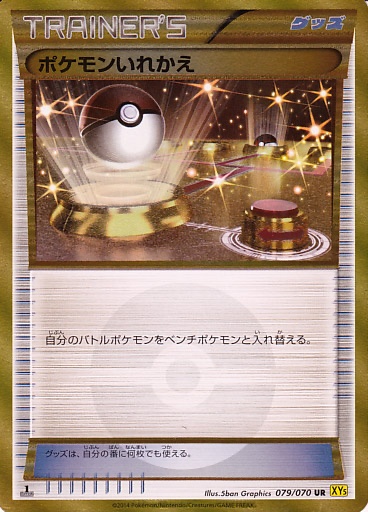 TRAINER'S グッズ
ポケモンいれかえ
自分のバトルポケモンをベンチポケモンと入れ替える。
グッズは、自分の番に何枚でも使える。
Illus.5ban Graphics 079/070 UR XY5
©2014 Pokémon/Nintendo/Creatures/GAME FREAK.